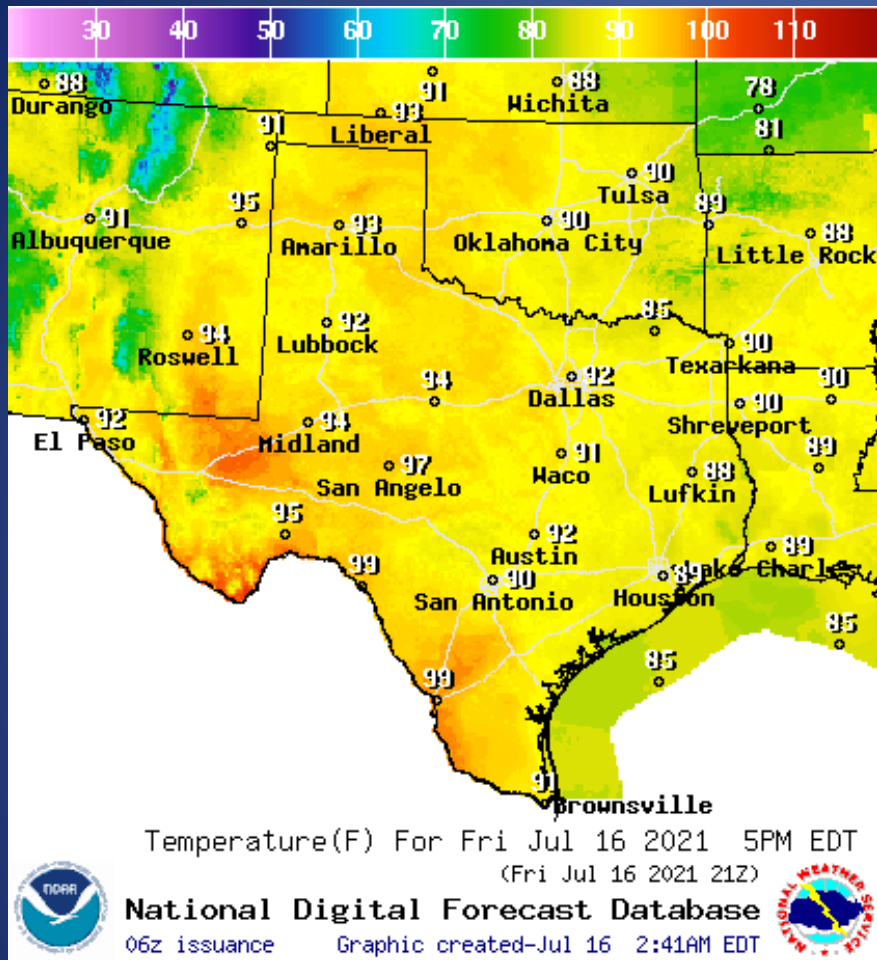 30 40 50 60 70 80 90 100 110
88
Durango
91
93
Liberal
88
Wichita
78
81
91
91
Albuquerque
95
93
Amarillo
90
Tulsa
90
Oklahoma City
89
88
Little Rock
94
Roswell
92
Lubbock
85
90
Texarkana
92
El Paso
94
Midland
94
92
Dallas
90
Shreveport
90
97
San Angelo
91
Waco
88
Lufkin
89
95
92
Austin
99
90
San Antonio
89
Houston
89
85
85
99
91
Brownsville
Temperature(F) For Fri Jul 16 2021 5PM EDT
(Fri Jul 16 2021 21Z)
NOAA
National Digital Forecast Database
06z issuance Graphic created-Jul 16 2:41AM EDT
NATIONAL WEATHER SERVICE